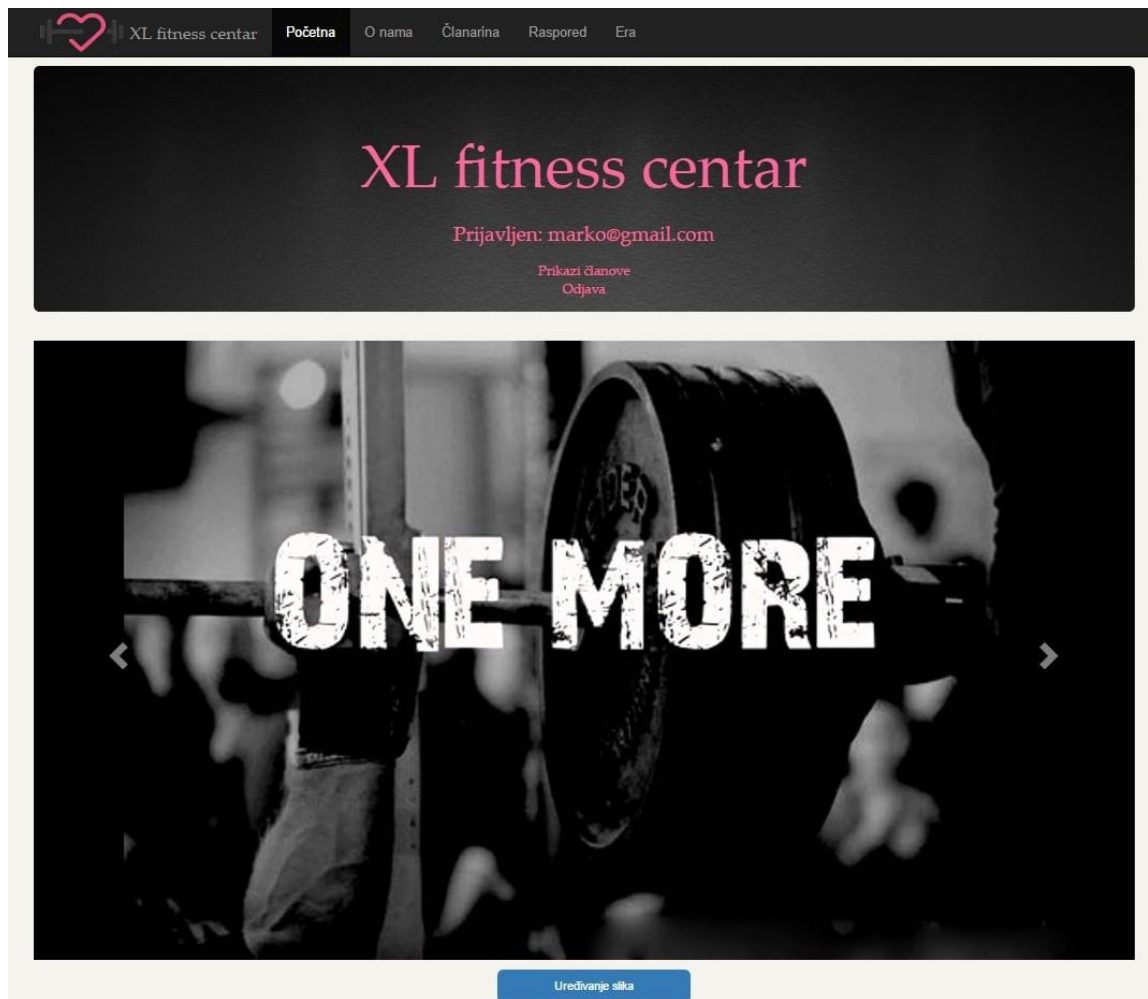 XL fitness centar Početna O nama Članarina Raspored Era
XL fitness centar
Prijavljen: marko@gmail.com
Prikazi članove
Odjava
ONE MORE
Uređivanje slika